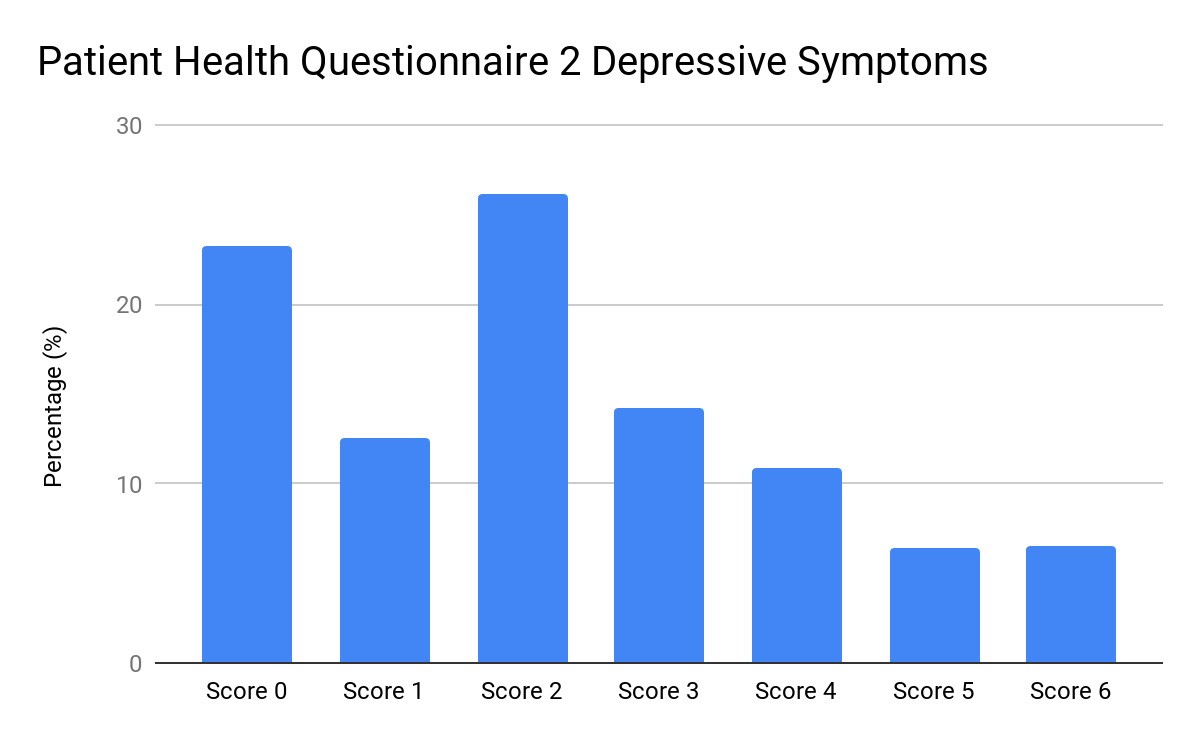 Patient Health Questionnaire 2 Depressive Symptoms
30
20
10
0
Percentage (%)
Score 0 Score 1 Score 2 Score 3 Score 4 Score 5 Score 6